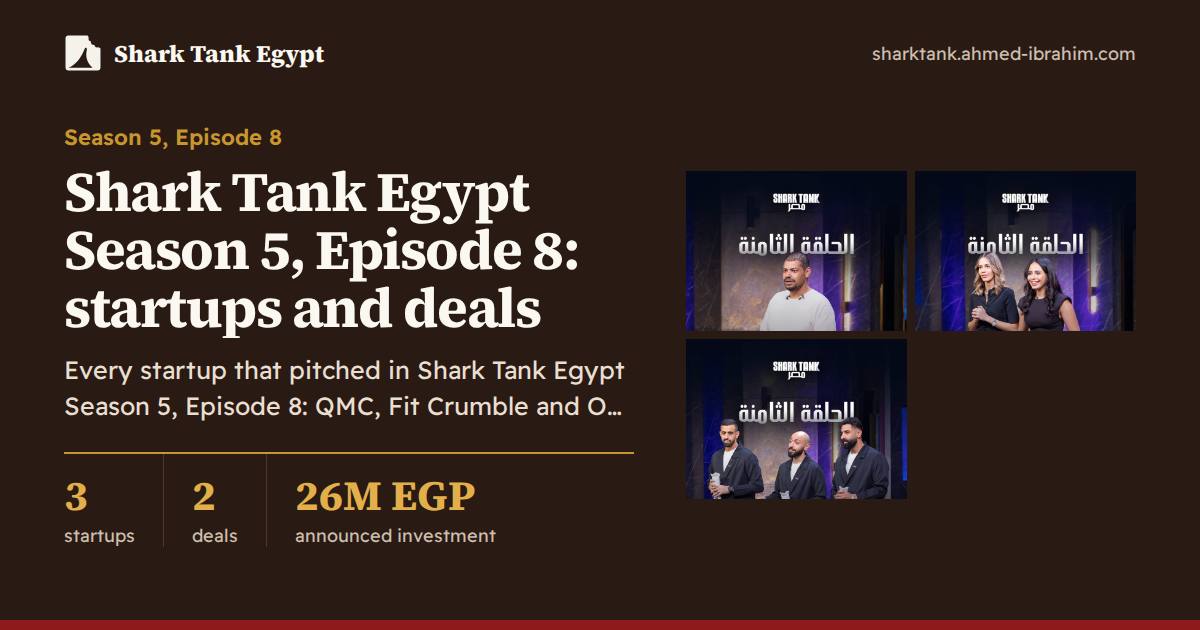 Shark Tank Egypt
sharktank.ahmed-ibrahim.com
Season 5, Episode 8
Shark Tank Egypt
Season 5, Episode 8:
startups and deals
Every startup that pitched in Shark Tank Egypt
Season 5, Episode 8: QMC, Fit Crumble and O...
3
startups
2
deals
26M EGP
announced investment
SHARK TANK
مصر
الحلقة الثامنة
SHARK TANK
مصر
الحلقة الثامنة
SHARK TANK
مصر
الحلقة الثامنة